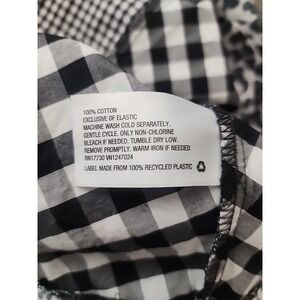 100% COTTON
EXCLUSIVE OF ELASTIC
MACHINE WASH COLD SEPARATELY.
GENTLE CYCLE. ONLY NON-CHLORINE
BLEACH IF NEEDED. TUMBLE DRY LOW.
REMOVE PROMPTLY. WARM IRON IF NEEDED.
RN17730 VN1247024
LABEL MADE FROM 100% RECYCLED PLASTIC